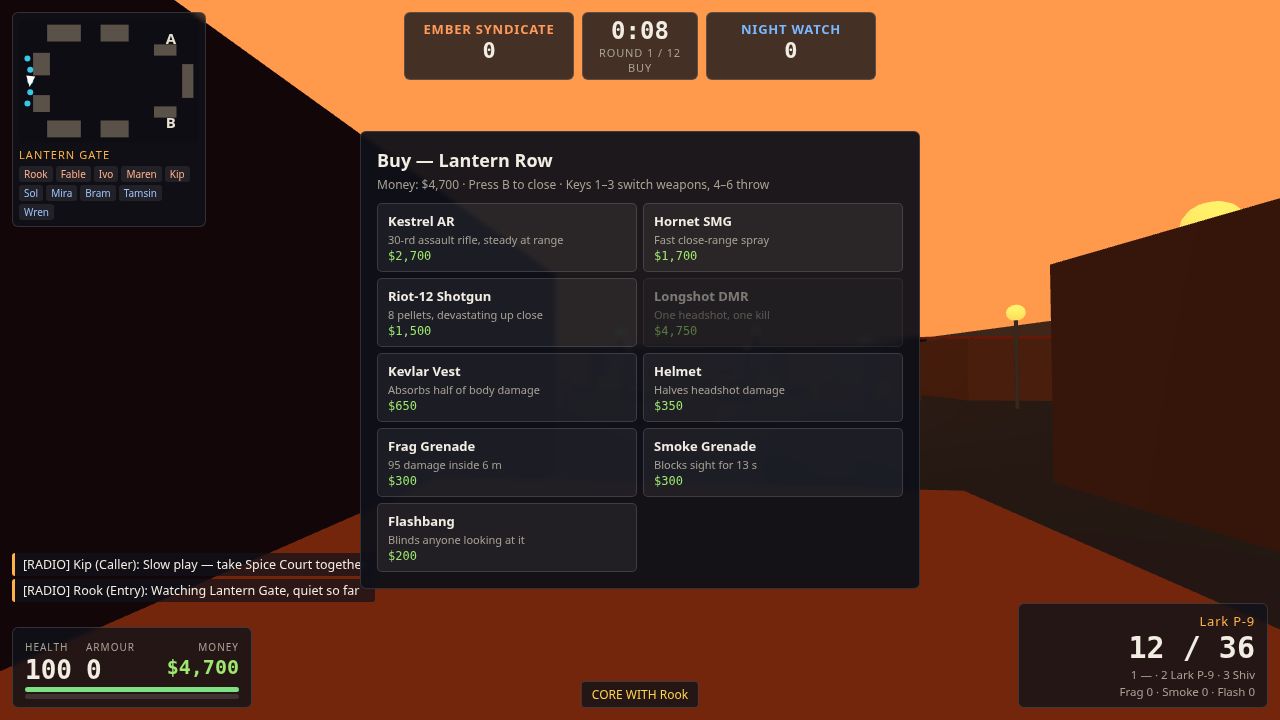 A
B
LANTERN GATE
Rook Fable Ivo Maren Kip
Sol Mira Bram Tamsin
Wren
EMBER SYNDICATE
0
0:08
ROUND 1 / 12
BUY
NIGHT WATCH
0
Buy — Lantern Row
Money: $4,700 · Press B to close · Keys 1–3 switch weapons, 4–6 throw
Kestrel AR
30-rd assault rifle, steady at range
$2,700
Hornet SMG
Fast close-range spray
$1,700
Riot-12 Shotgun
8 pellets, devastating up close
$1,500
Longshot DMR
One headshot, one kill
$4,750
Kevlar Vest
Absorbs half of body damage
$650
Helmet
Halves headshot damage
$350
Frag Grenade
95 damage inside 6 m
$300
Smoke Grenade
Blocks sight for 13 s
$300
Flashbang
Blinds anyone looking at it
$200
[RADIO] Kip (Caller): Slow play — take Spice Court togethe
[RADIO] Rook (Entry): Watching Lantern Gate, quiet so far
HEALTH ARMOUR MONEY
100 0 $4,700
CORE WITH Rook
Lark P-9
12 / 36
1 — · 2 Lark P-9 · 3 Shiv
Frag 0 · Smoke 0 · Flash 0